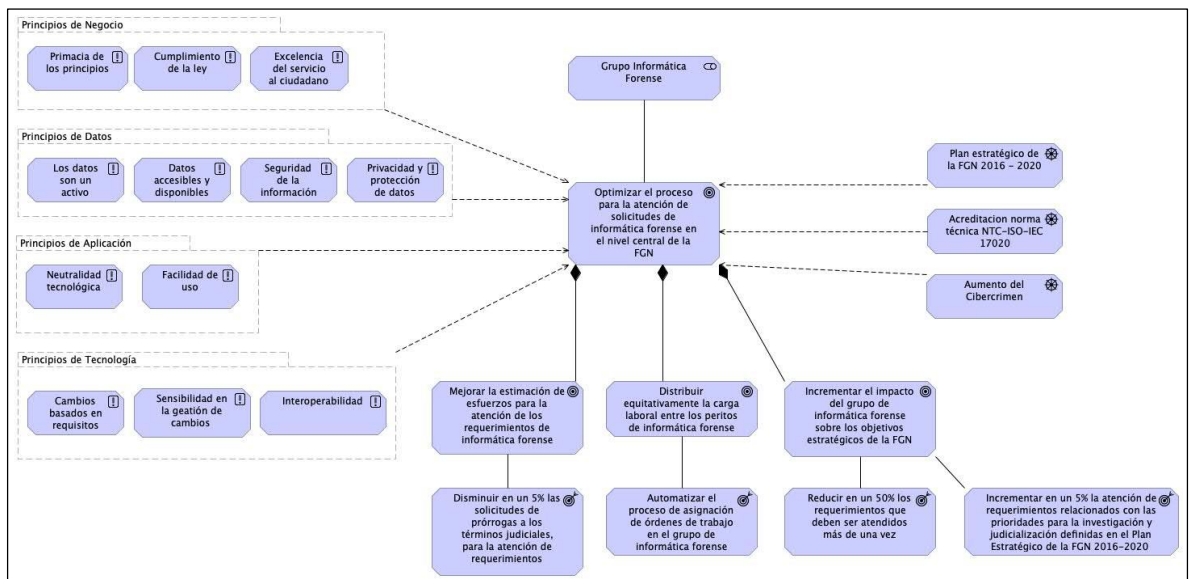 Principios de Negocio
Primacia de
los principios
Cumplimiento
de la ley
Excelencia
del servicio
al ciudadano
Principios de Datos
Los datos
son un
activo
Datos
accesibles y
disponibles
Seguridad
de la
información
Privacidad y
protección
de datos
Principios de Aplicación
Neutralidad
tecnológica
Facilidad de
uso
Principios de Tecnología
Cambios
basados en
requisitos
Sensibilidad en
la gestión de
cambios
Interoperabilidad
Grupo Informática
Forense
Optimizar el proceso
para la atención de
solicitudes de
informática forense en
el nivel central de la
FGN
Plan estratégico de
la FGN 2016 - 2020
Acreditacion norma
técnica NTC-ISO-IEC
17020
Aumento del
Cibercrimen
Mejorar la estimación de
esfuerzos para la
atención de los
requerimientos de
informática forense
Distribuir
equitativamente la carga
laboral entre los peritos
de informática forense
Incrementar el impacto
del grupo de
informática forense
sobre los objetivos
estratégicos de la FGN
Disminuir en un 5% las
solicitudes de
prórrogas a los
términos judiciales,
para la atención de
requerimientos
Automatizar el
proceso de asignación
de órdenes de trabajo
en el grupo de
informática forense
Reducir en un 50% los
requerimientos que
deben ser atendidos
más de una vez
Incrementar en un 5% la atención de
requerimientos relacionados con las
prioridades para la investigación y
judicialización definidas en el Plan
Estratégico de la FGN 2016-2020